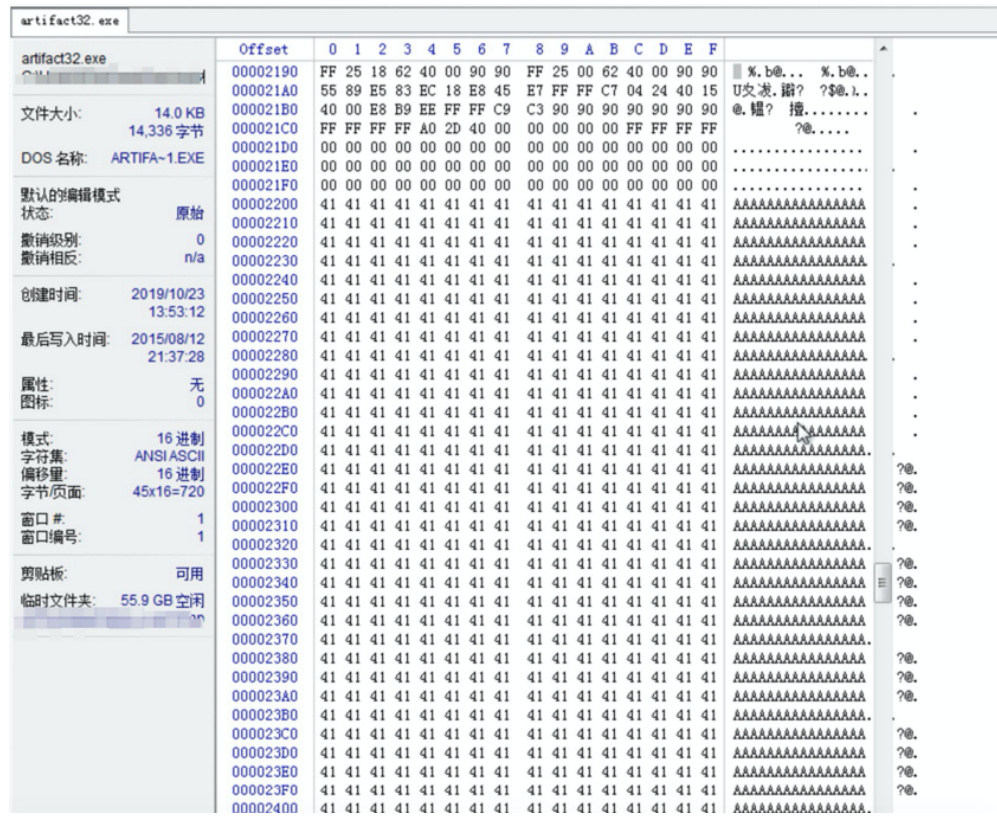 artifact32.exe
artifact32.exe
文件大小: 14.0 KB
14,336 字节
DOS 名称: ARTIFA~1.EXE
默认的编辑模式
状态: 原始
撤销级别: 0
撤销相反: n/a
创建时间: 2019/10/23
13:53:12
最后写入时间: 2015/08/12
21:37:28
属性: 无
图标: 0
模式: 16 进制
字符集: ANSI ASCII
偏移量: 16 进制
字节/页面: 45x16=720
窗口 #: 1
窗口编号: 1
剪贴板: 可用
临时文件夹: 55.9 GB 空闲
Offset 0 1 2 3 4 5 6 7 8 9 A B C D E F
00002190 FF 25 18 62 40 00 90 90 FF 25 00 62 40 00 90 90 %.b@... %.b@..
000021A0 55 89 E5 83 EC 18 E8 45 E7 FF FF C7 04 24 40 15
000021B0 40 00 E8 B9 EE FF FF C9 C3 90 90 90 90 90 90 90
000021C0 FF FF FF FF A0 2D 40 00 00 00 00 00 FF FF FF FF ?@.....
000021D0 00 00 00 00 00 00 00 00 00 00 00 00 00 00 00 00 ................
000021E0 00 00 00 00 00 00 00 00 00 00 00 00 00 00 00 00 ................
000021F0 00 00 00 00 00 00 00 00 00 00 00 00 00 00 00 00 ................
00002200 41 41 41 41 41 41 41 41 41 41 41 41 41 41 41 41 AAAAAAAAAAAAAAAA
00002210 41 41 41 41 41 41 41 41 41 41 41 41 41 41 41 41 AAAAAAAAAAAAAAAA
00002220 41 41 41 41 41 41 41 41 41 41 41 41 41 41 41 41 AAAAAAAAAAAAAAAA
00002230 41 41 41 41 41 41 41 41 41 41 41 41 41 41 41 41 AAAAAAAAAAAAAAAA
00002240 41 41 41 41 41 41 41 41 41 41 41 41 41 41 41 41 AAAAAAAAAAAAAAAA
00002250 41 41 41 41 41 41 41 41 41 41 41 41 41 41 41 41 AAAAAAAAAAAAAAAA
00002260 41 41 41 41 41 41 41 41 41 41 41 41 41 41 41 41 AAAAAAAAAAAAAAAA
00002270 41 41 41 41 41 41 41 41 41 41 41 41 41 41 41 41 AAAAAAAAAAAAAAAA
00002280 41 41 41 41 41 41 41 41 41 41 41 41 41 41 41 41 AAAAAAAAAAAAAAAA
00002290 41 41 41 41 41 41 41 41 41 41 41 41 41 41 41 41 AAAAAAAAAAAAAAAA
000022A0 41 41 41 41 41 41 41 41 41 41 41 41 41 41 41 41 AAAAAAAAAAAAAAAA
000022B0 41 41 41 41 41 41 41 41 41 41 41 41 41 41 41 41 AAAAAAAAAAAAAAAA
000022C0 41 41 41 41 41 41 41 41 41 41 41 41 41 41 41 41 AAAAAAAAAAAAAAAA
000022D0 41 41 41 41 41 41 41 41 41 41 41 41 41 41 41 41 AAAAAAAAAAAAAAAA.
000022E0 41 41 41 41 41 41 41 41 41 41 41 41 41 41 41 41 AAAAAAAAAAAAAAAA ?@.
000022F0 41 41 41 41 41 41 41 41 41 41 41 41 41 41 41 41 AAAAAAAAAAAAAAAA ?@.
00002300 41 41 41 41 41 41 41 41 41 41 41 41 41 41 41 41 AAAAAAAAAAAAAAAA ?@.
00002310 41 41 41 41 41 41 41 41 41 41 41 41 41 41 41 41 AAAAAAAAAAAAAAAA ?@.
00002320 41 41 41 41 41 41 41 41 41 41 41 41 41 41 41 41 AAAAAAAAAAAAAAAA.
00002330 41 41 41 41 41 41 41 41 41 41 41 41 41 41 41 41 AAAAAAAAAAAAAAAA ?@.
00002340 41 41 41 41 41 41 41 41 41 41 41 41 41 41 41 41 AAAAAAAAAAAAAAAA ?@.
00002350 41 41 41 41 41 41 41 41 41 41 41 41 41 41 41 41 AAAAAAAAAAAAAAAA ?@.
00002360 41 41 41 41 41 41 41 41 41 41 41 41 41 41 41 41 AAAAAAAAAAAAAAAA ?@.
00002370 41 41 41 41 41 41 41 41 41 41 41 41 41 41 41 41 AAAAAAAAAAAAAAAA.
00002380 41 41 41 41 41 41 41 41 41 41 41 41 41 41 41 41 AAAAAAAAAAAAAAAA ?@.
00002390 41 41 41 41 41 41 41 41 41 41 41 41 41 41 41 41 AAAAAAAAAAAAAAAA ?@.
000023A0 41 41 41 41 41 41 41 41 41 41 41 41 41 41 41 41 AAAAAAAAAAAAAAAA ?@.
000023B0 41 41 41 41 41 41 41 41 41 41 41 41 41 41 41 41 AAAAAAAAAAAAAAAA.
000023C0 41 41 41 41 41 41 41 41 41 41 41 41 41 41 41 41 AAAAAAAAAAAAAAAA ?@.
000023D0 41 41 41 41 41 41 41 41 41 41 41 41 41 41 41 41 AAAAAAAAAAAAAAAA ?@.
000023E0 41 41 41 41 41 41 41 41 41 41 41 41 41 41 41 41 AAAAAAAAAAAAAAAA ?@.
000023F0 41 41 41 41 41 41 41 41 41 41 41 41 41 41 41 41 AAAAAAAAAAAAAAAA ?@.
00002400 41 41 41 41 41 41 41 41 41 41 41 41 41 41 41 41 AAAAAAAAAAAAAAAA.